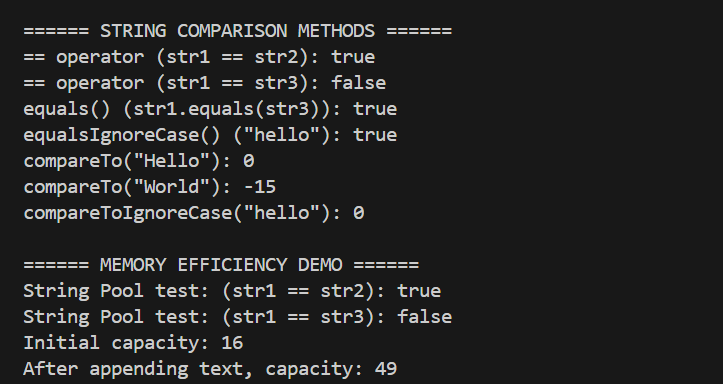 ====== STRING COMPARISON METHODS ======
== operator (str1 == str2): true
== operator (str1 == str3): false
equals() (str1.equals(str3)): true
equalsIgnoreCase() ("hello"): true
compareTo("Hello"): 0
compareTo("World"): -15
compareToIgnoreCase("hello"): 0
====== MEMORY EFFICIENCY DEMO ======
String Pool test: (str1 == str2): true
String Pool test: (str1 == str3): false
Initial capacity: 16
After appending text, capacity: 49